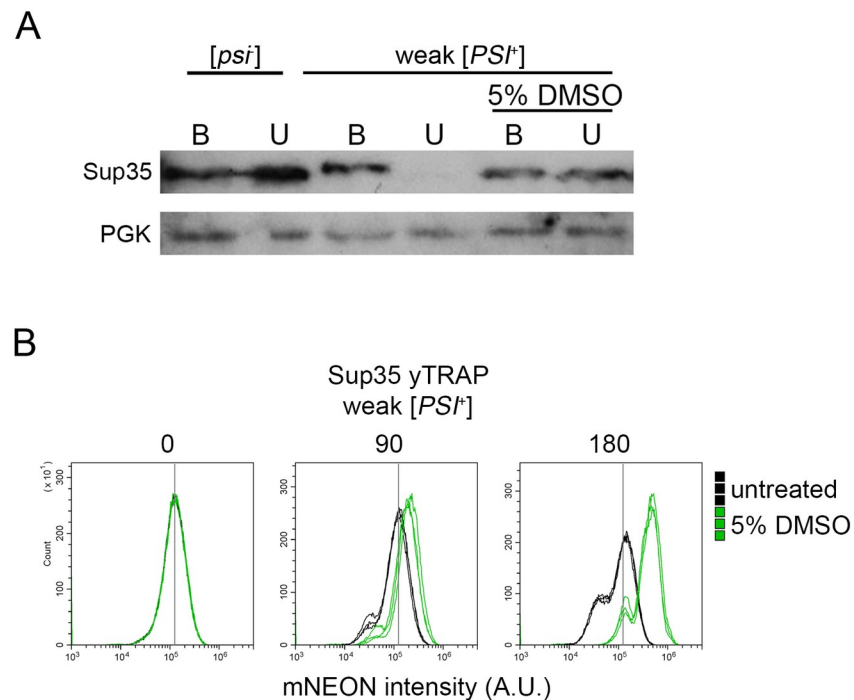 A
[psi⁻] weak [PSI⁺]
5% DMSO
B U B U B U
Sup35
PGK
B
Sup35 yTRAP
weak [PSI⁺]
0 90 180
(x 10¹)
300 300 300
200 200 200
100 100 100
0 0 0
Count
10³ 10⁴ 10⁵ 10⁶ 10³ 10⁴ 10⁵ 10⁶ 10³ 10⁴ 10⁵ 10⁶
untreated
5% DMSO
mNEON intensity (A.U.)